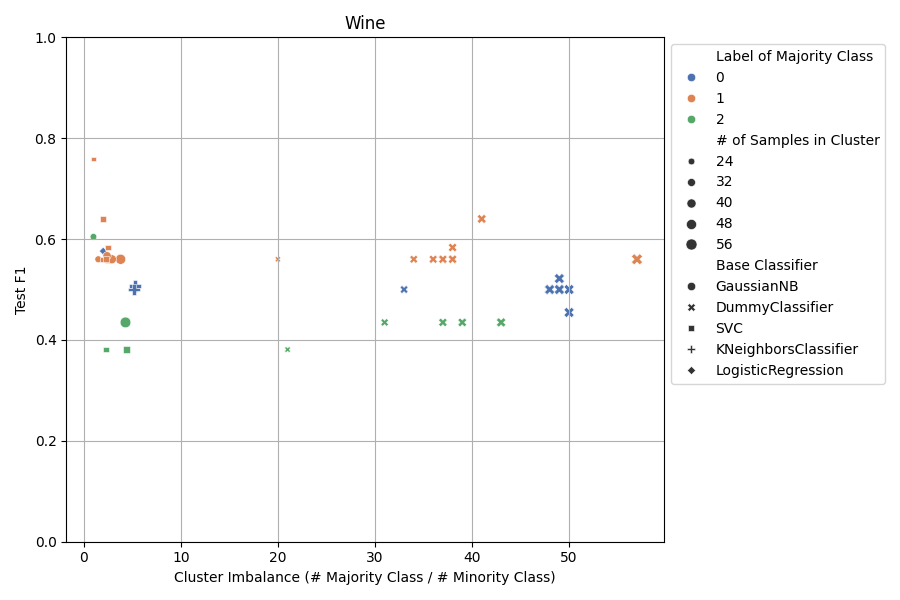 Wine
1.0
0.8
0.6
0.4
0.2
0.0
Test F1
0 10 20 30 40 50
Cluster Imbalance (# Majority Class / # Minority Class)
Label of Majority Class
0
1
2
# of Samples in Cluster
24
32
40
48
56
Base Classifier
GaussianNB
DummyClassifier
SVC
KNeighborsClassifier
LogisticRegression